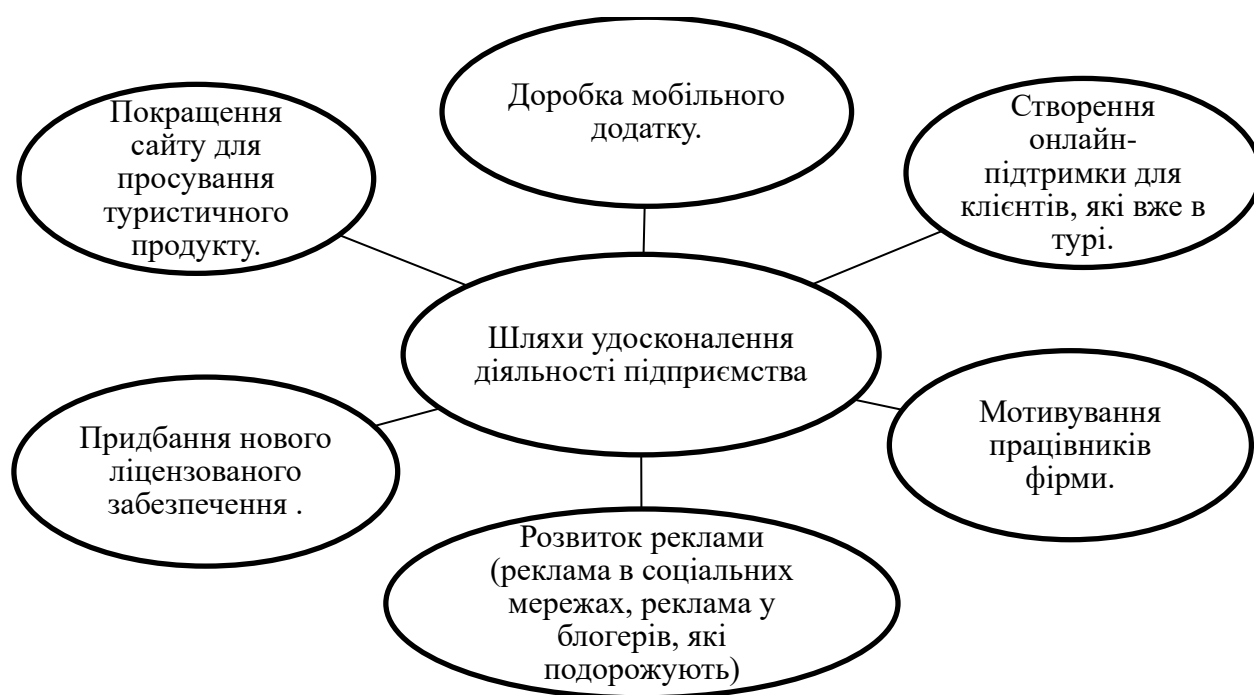 Доробка мобільного
додатку.
Покращення
сайту для
просування
туристичного
продукту.
Створення
онлайн-
підтримки для
клієнтів, які вже в
турі.
Шляхи удосконалення
діяльності підприємства
Придбання нового
ліцензованого
забезпечення .
Мотивування
працівників
фірми.
Розвиток реклами
(реклама в соціальних
мережах, реклама у
блогерів, які
подорожують)